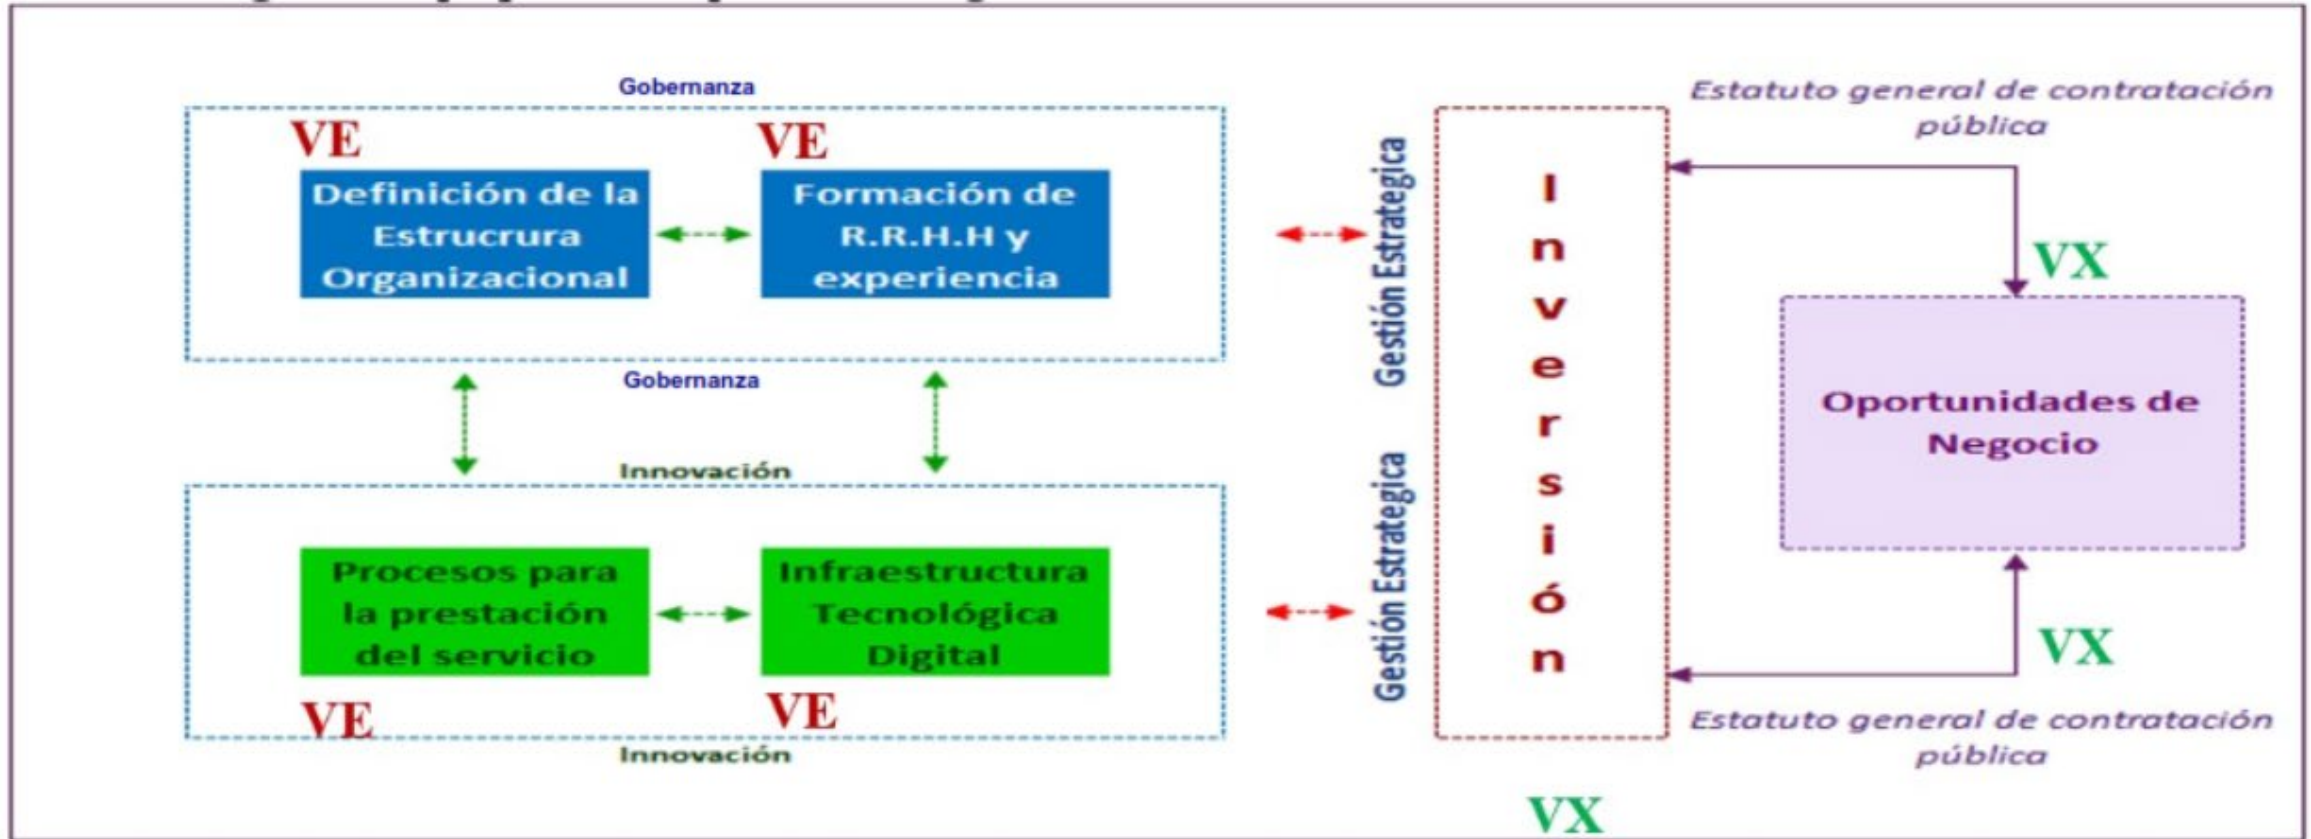 Gobernanza
VE
VE
Definición de la
Estrucrura
Organizacional
Formación de
R.R.H.H y
experiencia
Gobernanza
Innovación
Procesos para
la prestación
del servicio
Infraestructura
Tecnológica
Digital
VE
VE
Innovación
Gestión Estrategica
Gestión Estrategica
I
n
v
e
r
s
i
ó
n
VX
Estatuto general de contratación
pública
VX
Oportunidades de
Negocio
VX
Estatuto general de contratación
pública